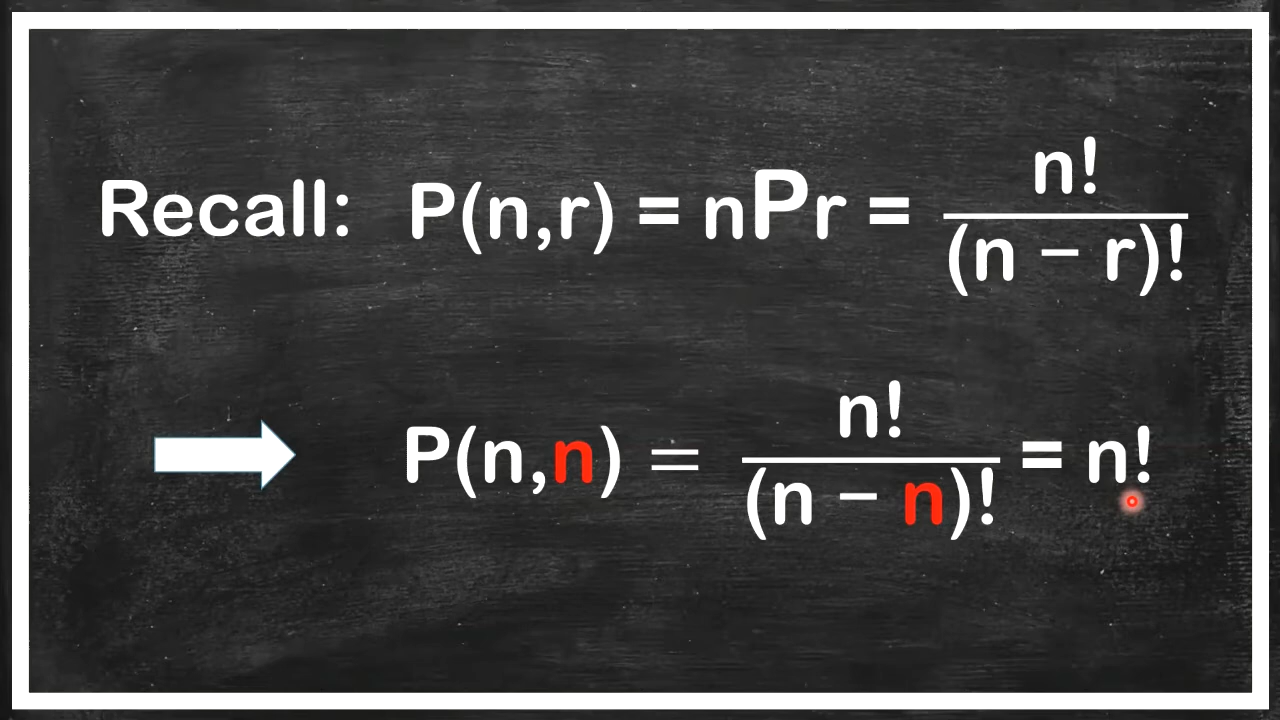 Recall: P(n,r) = nPr = n!/(n − r)!
P(n,n) = n!/(n − n)! = n!